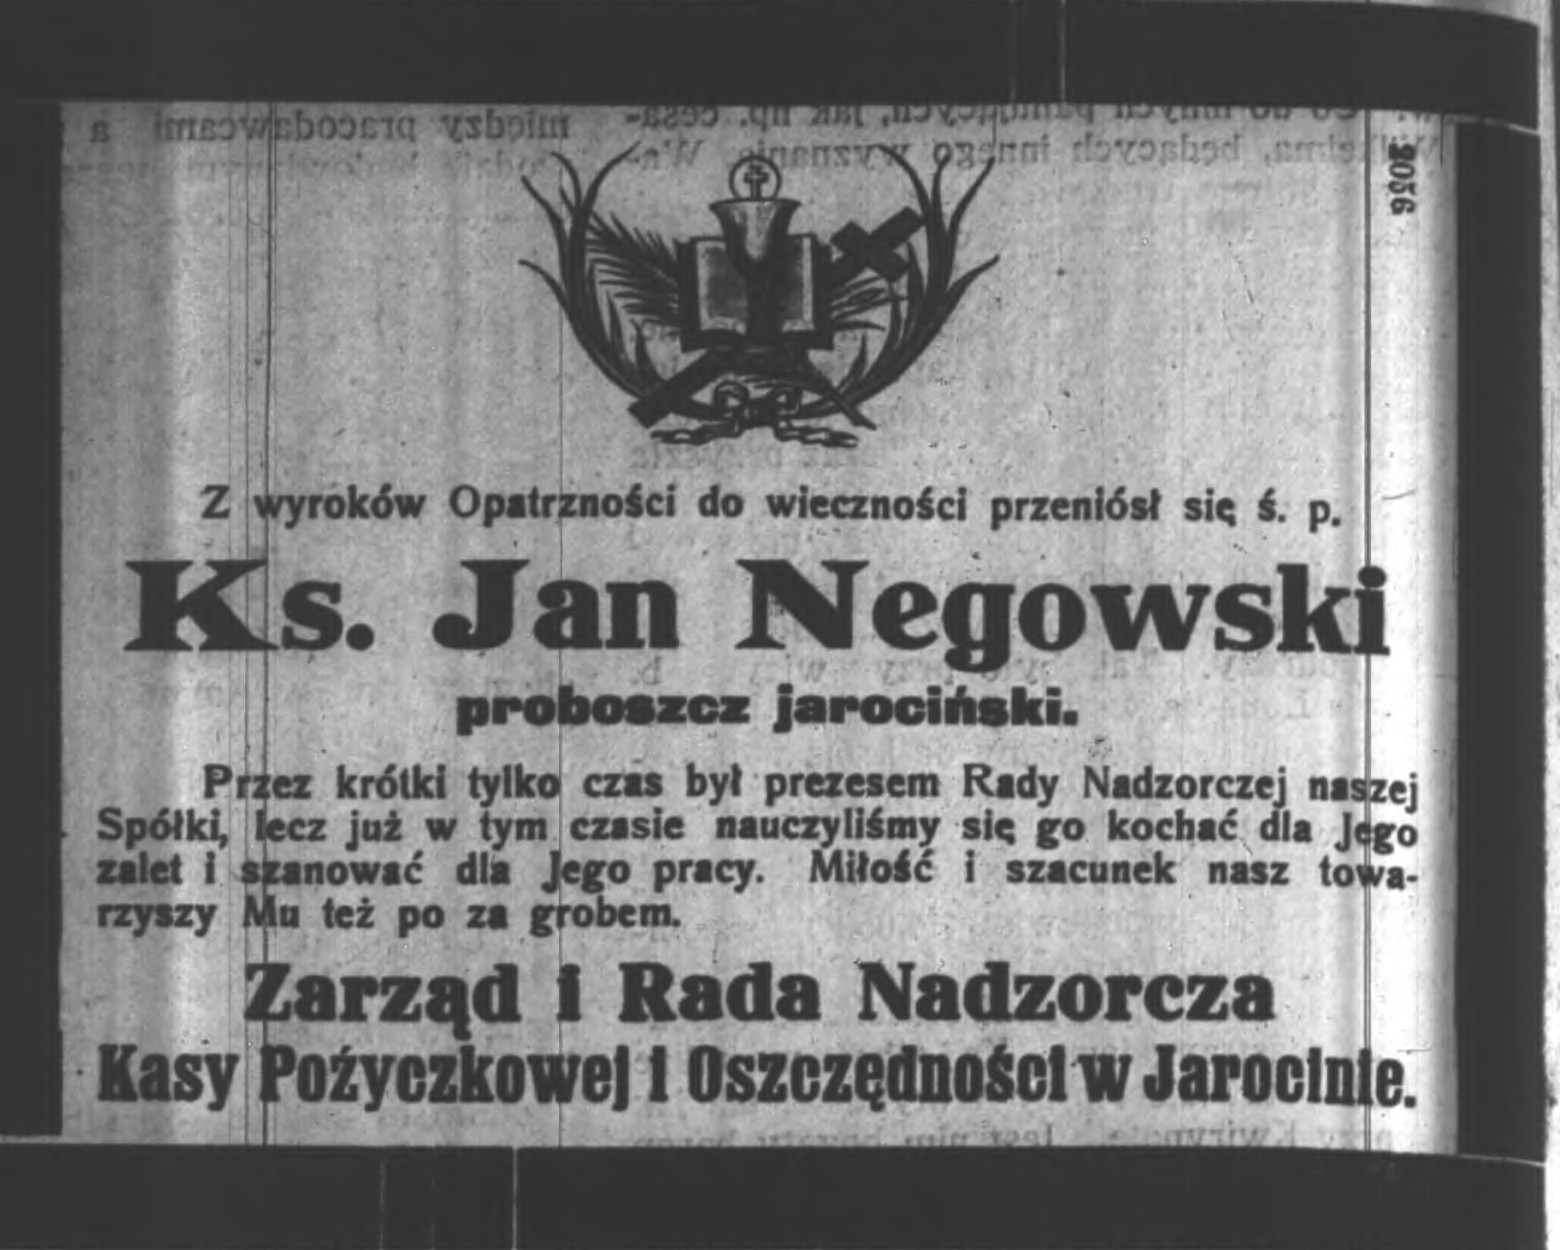 2056
Z wyroków Opatrzności do wieczności przeniósł się ś. p.
Ks. Jan Negowski
proboszcz jarociński.
Przez krótki tylko czas był prezesem Rady Nadzorczej naszej
Spółki, lecz już w tym czasie nauczyliśmy się go kochać dla Jego
zalet i szanować dla Jego pracy. Miłość i szacunek nasz towa-
rzyszy Mu też po za grobem.
Zarząd i Rada Nadzorcza
Kasy Pożyczkowej i Oszczędności w Jarocinie.